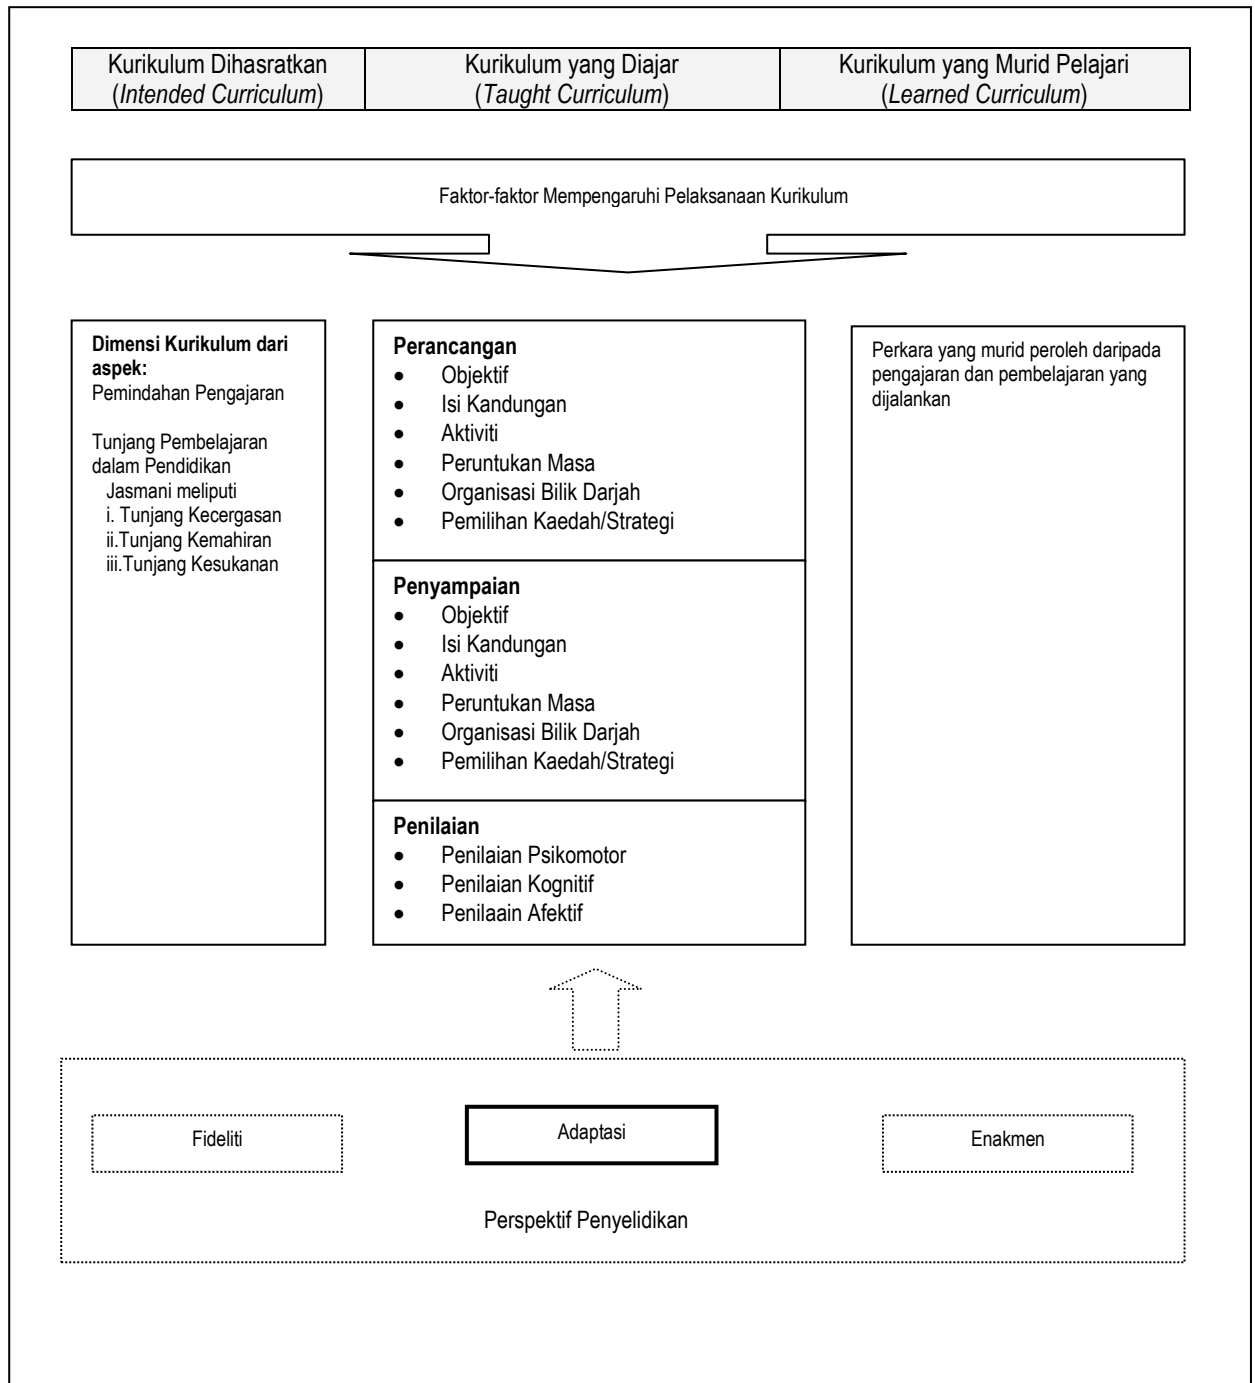 Kurikulum Dihasratkan
(Intended Curriculum)
Kurikulum yang Diajar
(Taught Curriculum)
Kurikulum yang Murid Pelajari
(Learned Curriculum)
Faktor-faktor Mempengaruhi Pelaksanaan Kurikulum
Dimensi Kurikulum dari
aspek:
Pemindahan Pengajaran
Tunjang Pembelajaran
dalam Pendidikan
Jasmani meliputi
i. Tunjang Kecergasan
ii.Tunjang Kemahiran
iii.Tunjang Kesukanan
Perancangan
• Objektif
• Isi Kandungan
• Aktiviti
• Peruntukan Masa
• Organisasi Bilik Darjah
• Pemilihan Kaedah/Strategi
Penyampaian
• Objektif
• Isi Kandungan
• Aktiviti
• Peruntukan Masa
• Organisasi Bilik Darjah
• Pemilihan Kaedah/Strategi
Penilaian
• Penilaian Psikomotor
• Penilaian Kognitif
• Penilaain Afektif
Perkara yang murid peroleh daripada
pengajaran dan pembelajaran yang
dijalankan
Fideliti
Adaptasi
Enakmen
Perspektif Penyelidikan